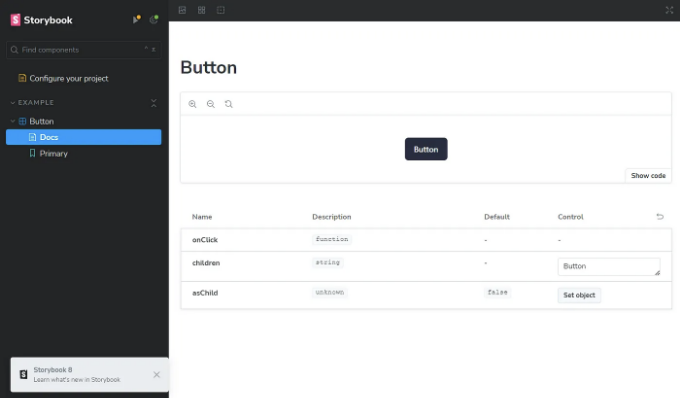 Storybook
Find components
Configure your project
EXAMPLE
Button
Docs
Primary
Storybook 8
Learn what's new in Storybook
Button
Button
Show code
Name Description Default Control
onClick function - -
children string - Button
asChild unknown false Set object